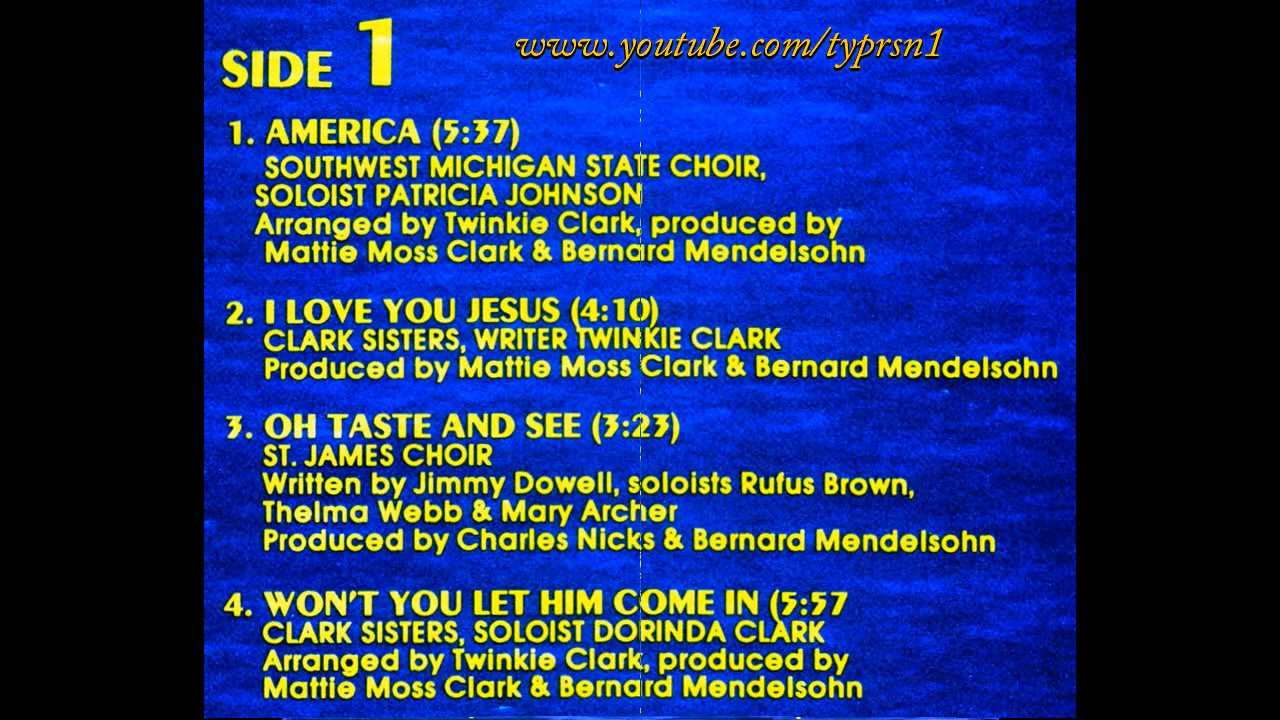 www.youtube.com/typrsn1
SIDE 1
1. AMERICA (5:37)
SOUTHWEST MICHIGAN STATE CHOIR,
SOLOIST PATRICIA JOHNSON
Arranged by Twinkie Clark, produced by
Mattie Moss Clark & Bernard Mendelsohn
2. I LOVE YOU JESUS (4:10)
CLARK SISTERS, WRITER TWINKIE CLARK
Produced by Mattie Moss Clark & Bernard Mendelsohn
3. OH TASTE AND SEE (3:23)
ST. JAMES CHOIR
Written by Jimmy Dowell, soloists Rufus Brown,
Thelma Webb & Mary Archer
Produced by Charles Nicks & Bernard Mendelsohn
4. WON'T YOU LET HIM COME IN (5:57
CLARK SISTERS, SOLOIST DORINDA CLARK
Arranged by Twinkie Clark, produced by
Mattie Moss Clark & Bernard Mendelsohn